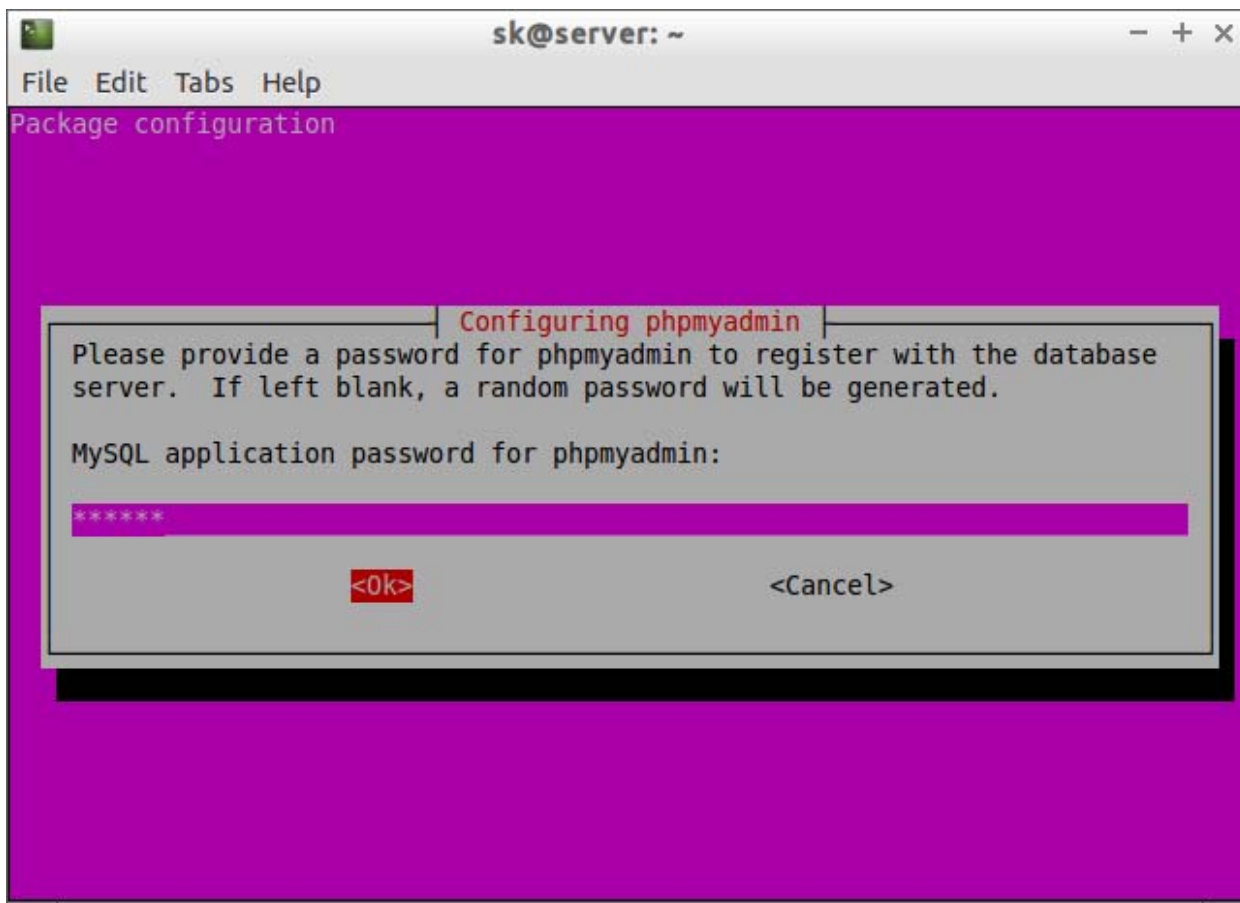 sk@server: ~
File Edit Tabs Help
Package configuration
Configuring phpmyadmin
Please provide a password for phpmyadmin to register with the database
server.  If left blank, a random password will be generated.
MySQL application password for phpmyadmin:
******
<Ok> <Cancel>